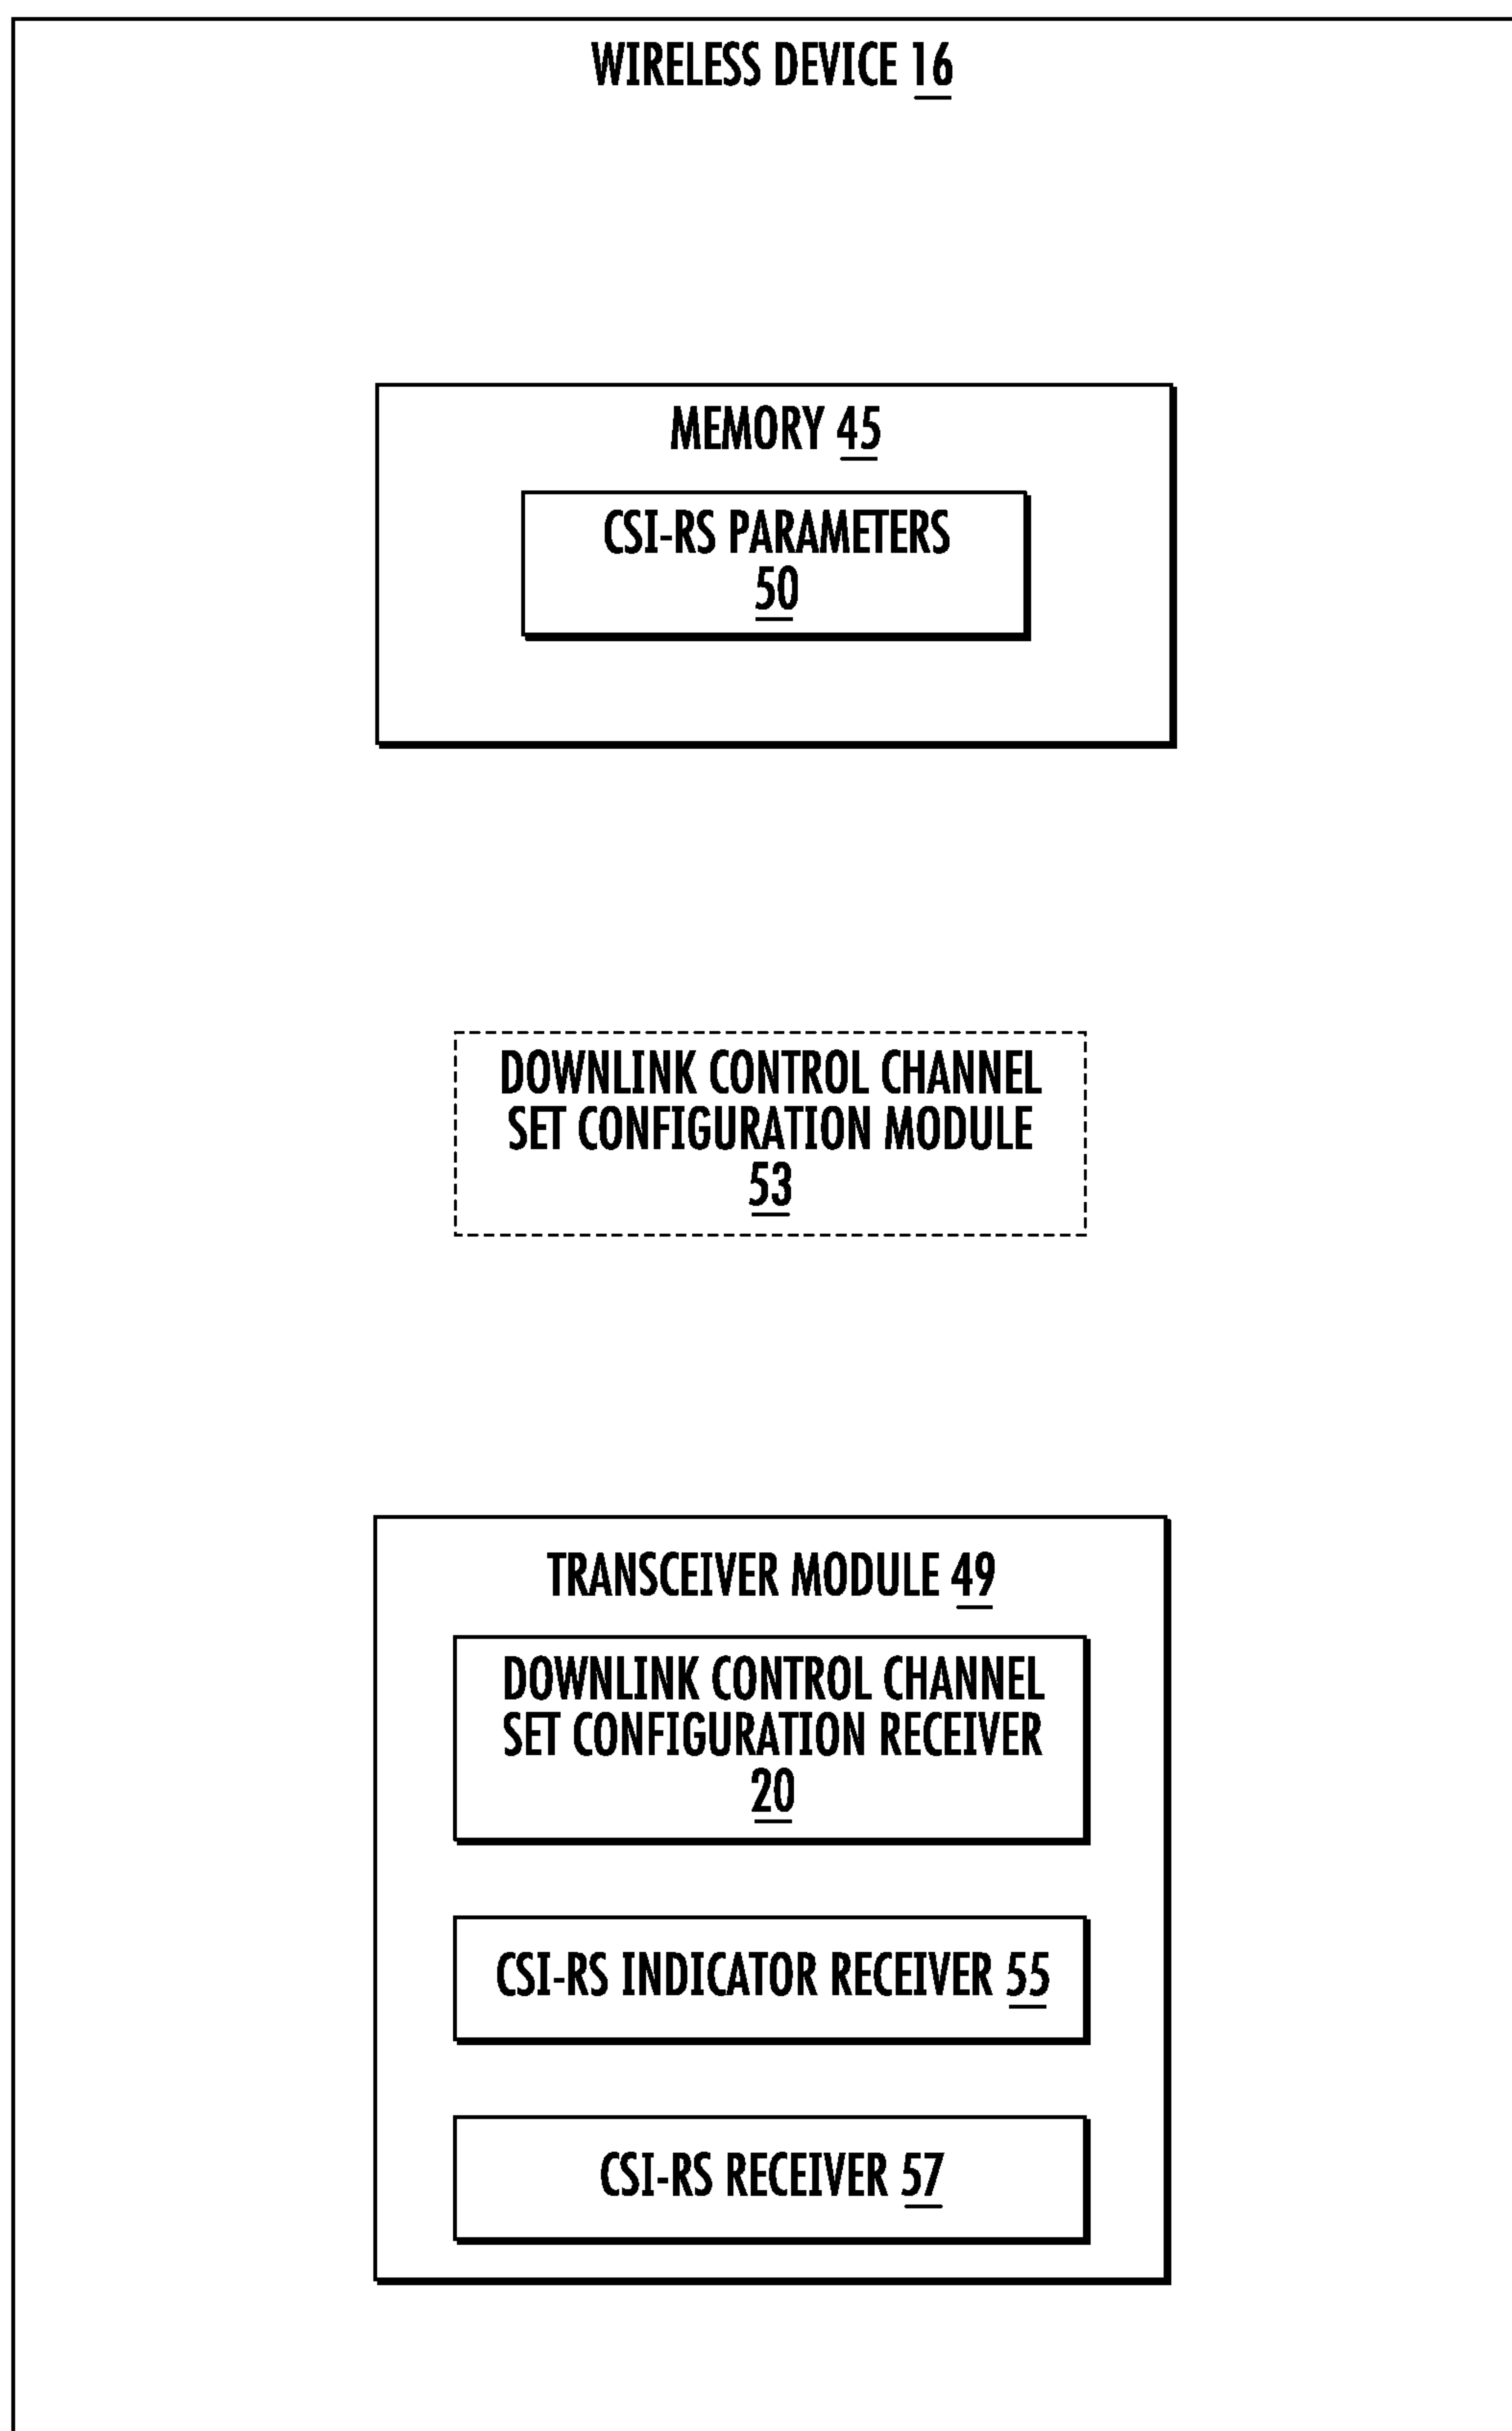 WIRELESS DEVICE 16
MEMORY 45
CSI-RS PARAMETERS
50
DOWNLINK CONTROL CHANNEL
SET CONFIGURATION MODULE
53
TRANSCEIVER MODULE 49
DOWNLINK CONTROL CHANNEL
SET CONFIGURATION RECEIVER
20
CSI-RS INDICATOR RECEIVER 55
CSI-RS RECEIVER 57